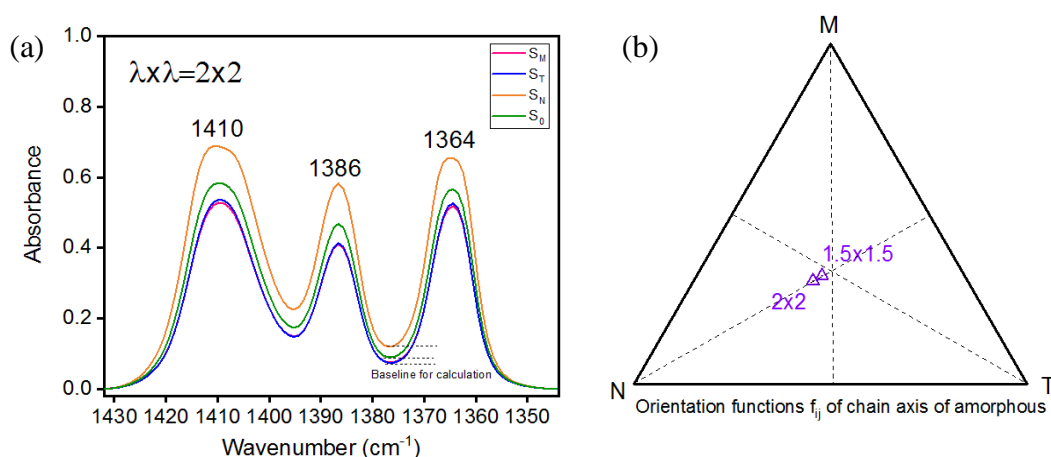 (a)
λxλ=2x2
S_M
S_T
S_N
S_0
1410
1386
1364
Baseline for calculation
1.0
0.8
0.6
0.4
0.2
0.0
Absorbance
1430 1420 1410 1400 1390 1380 1370 1360 1350
Wavenumber (cm⁻¹)
(b)
M
1.5x1.5
2x2
N
T
Orientation functions f_ij of chain axis of amorphous